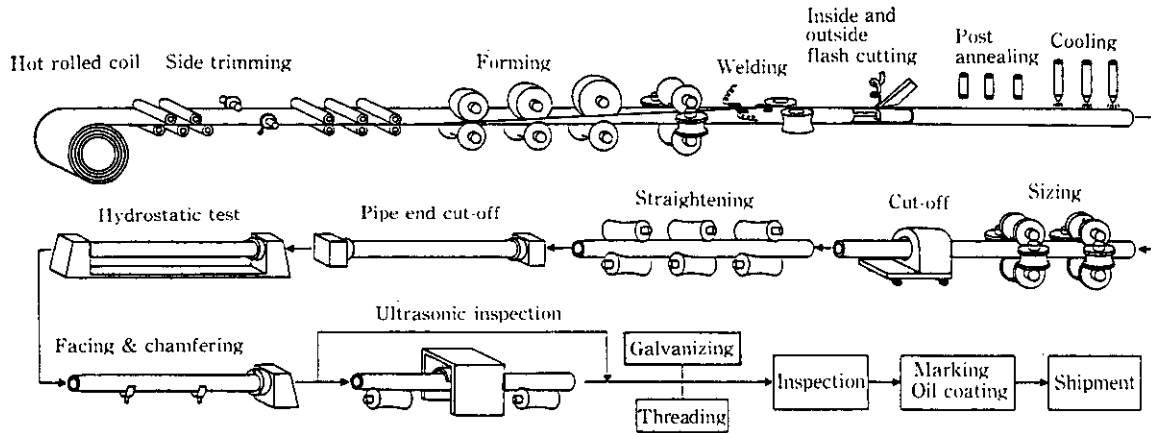 Hot rolled coil
Side trimming
Forming
Welding
Inside and
outside
flash cutting
Post
annealing
Cooling
Hydrostatic test
Pipe end cut-off
Straightening
Cut-off
Sizing
Facing & chamfering
Ultrasonic inspection
Galvanizing
Threading
Inspection
Marking
Oil coating
Shipment